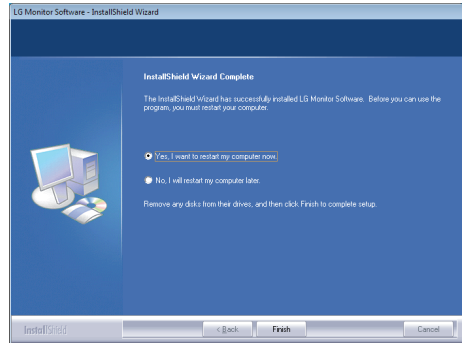 LG Monitor Software - InstallShield Wizard
InstallShield Wizard Complete
The InstallShield Wizard has successfully installed LG Monitor Software. Before you can use the
program, you must restart your computer.
Yes, I want to restart my computer now.
No, I will restart my computer later.
Remove any disks from their drives, and then click Finish to complete setup.
InstallShield
< Back Finish Cancel